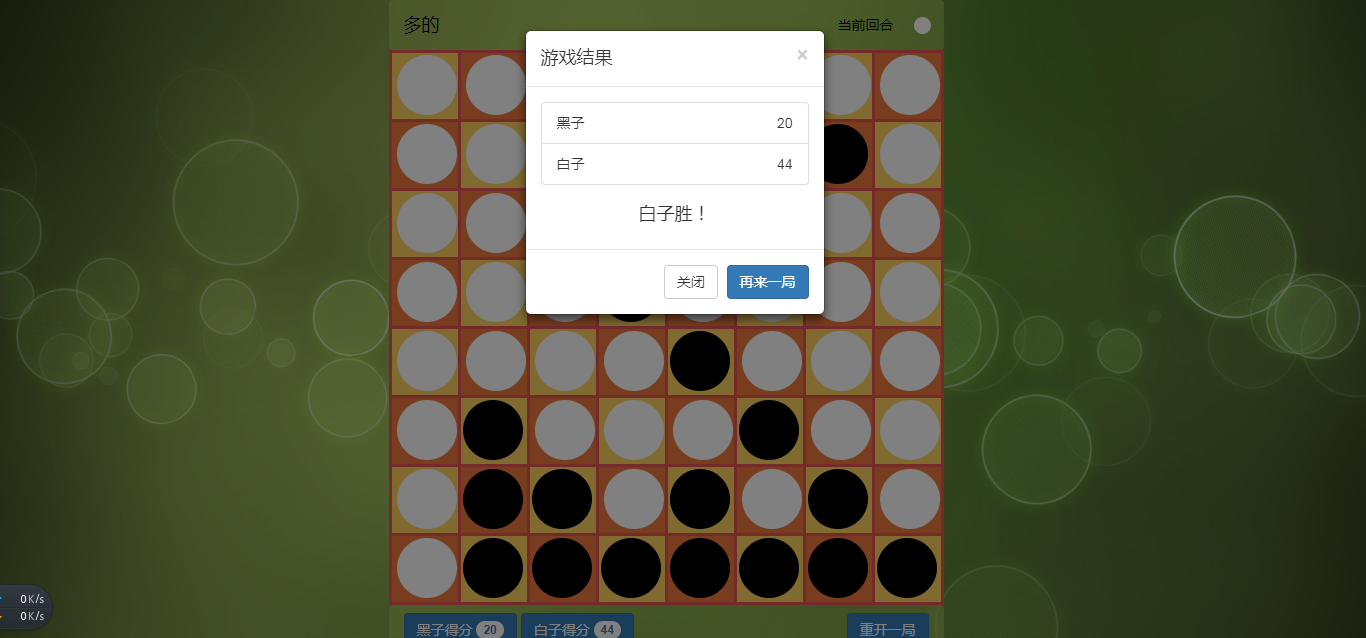 多的 当前回合
游戏结果 ×
黑子 20
白子 44
白子胜！
关闭 再来一局
0K/s
0K/s
黑子得分 20 白子得分 44 重开一局